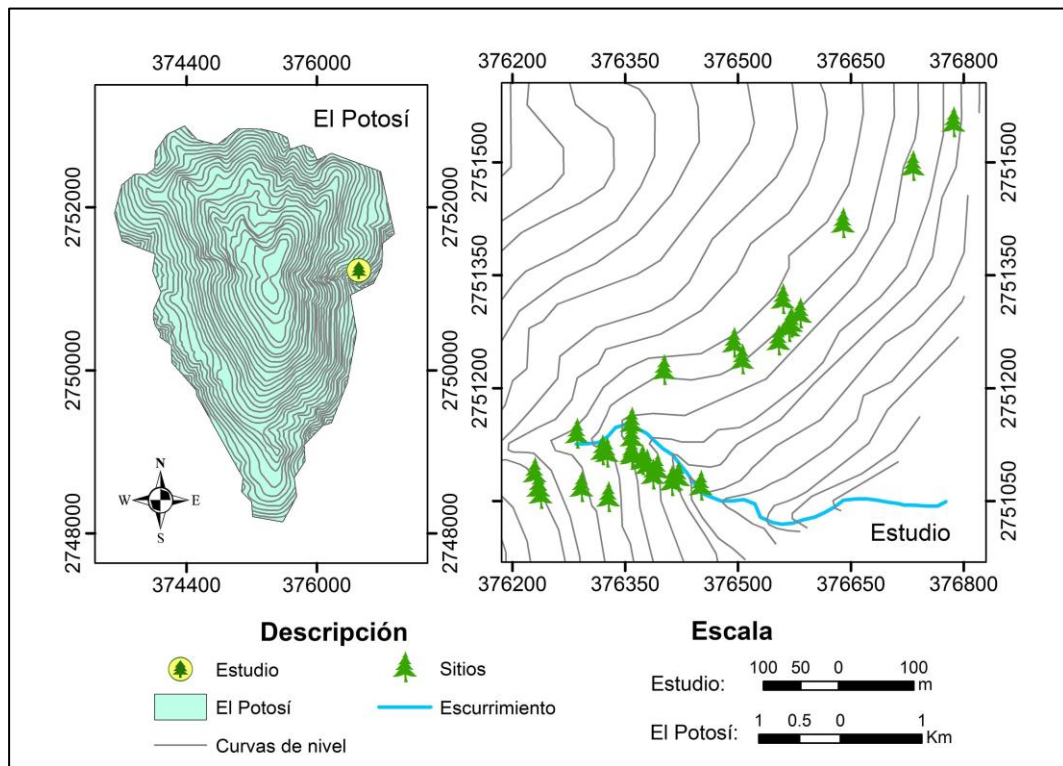 374400 376000
El Potosí
2752000
2750000
2748000
N
W E
S
374400 376000
376200 376350 376500 376650 376800
2751500
2751350
2751200
2751050
Estudio
376200 376350 376500 376650 376800
Descripción
Estudio
Sitios
El Potosí
Escurrimiento
Curvas de nivel
Escala
Estudio:
100 50 0 100
m
El Potosí:
1 0.5 0 1
Km